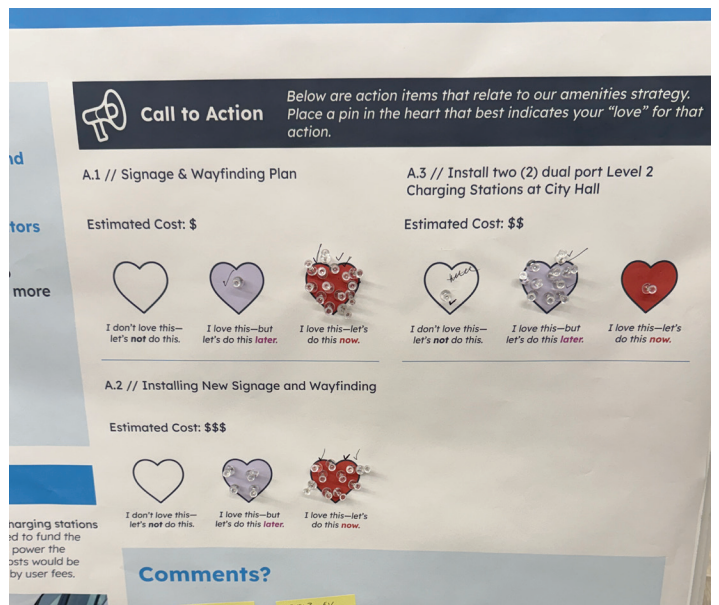 nd
tors
more
Call to Action
Below are action items that relate to our amenities strategy.
Place a pin in the heart that best indicates your “love” for that
action.
A.1 // Signage & Wayfinding Plan
Estimated Cost: $
I don't love this—
let's not do this.
I love this—but
let's do this later.
I love this—let's
do this now.
A.3 // Install two (2) dual port Level 2
Charging Stations at City Hall
Estimated Cost: $$
I don't love this—
let's not do this.
I love this—but
let's do this later.
I love this—let's
do this now.
A.2 // Installing New Signage and Wayfinding
Estimated Cost: $$$
I don't love this—
let's not do this.
I love this—but
let's do this later.
I love this—let's
do this now.
harging stations
ed to fund the
power the
osts would be
by user fees.
Comments?